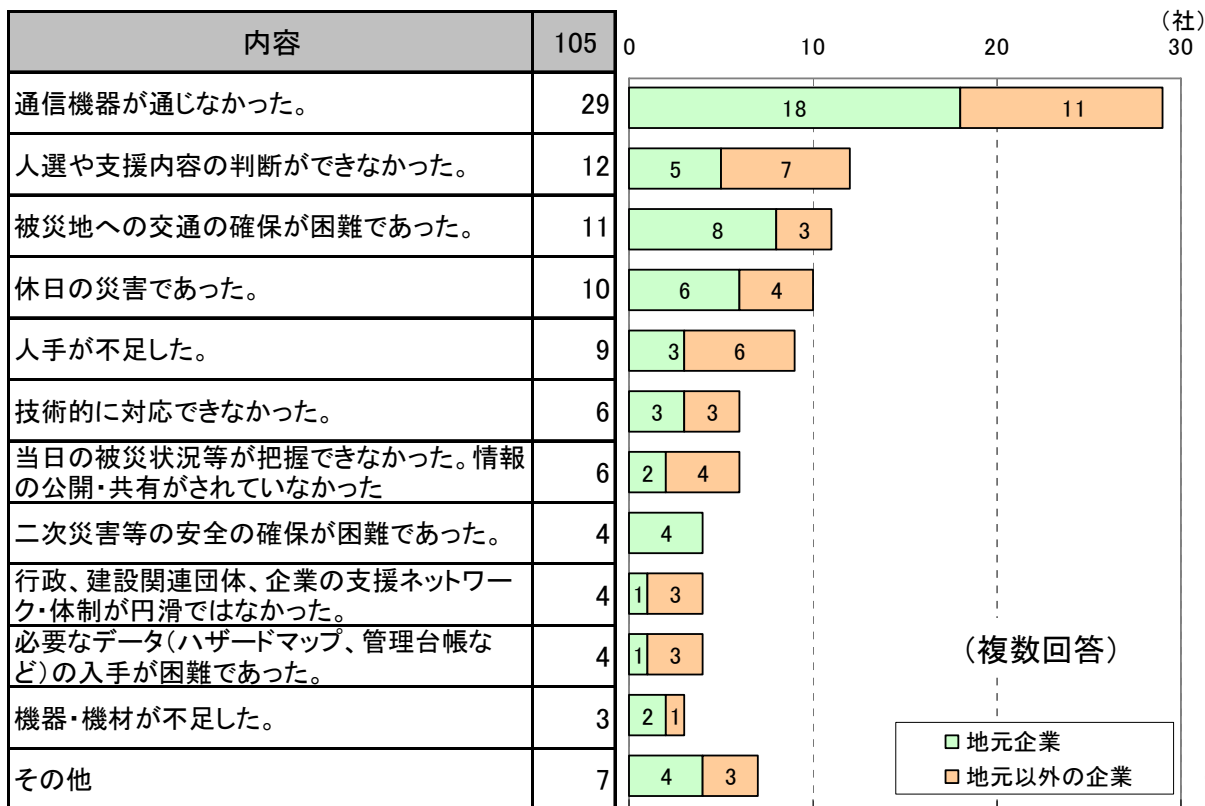 (社)
内容 105 0 10 20 30
通信機器が通じなかった。 29 18 11
人選や支援内容の判断ができなかった。 12 5 7
被災地への交通の確保が困難であった。 11 8 3
休日の災害であった。 10 6 4
人手が不足した。 9 3 6
技術的に対応できなかった。 6 3 3
当日の被災状況等が把握できなかった。情報
の公開・共有がされていなかった 6 2 4
二次災害等の安全の確保が困難であった。 4 4
行政、建設関連団体、企業の支援ネットワー
ク・体制が円滑ではなかった。 4 1 3
必要なデータ(ハザードマップ、管理台帳な
ど)の入手が困難であった。 4 1 3
(複数回答)
機器・機材が不足した。 3 2 1
その他 7 4 3
地元企業
地元以外の企業